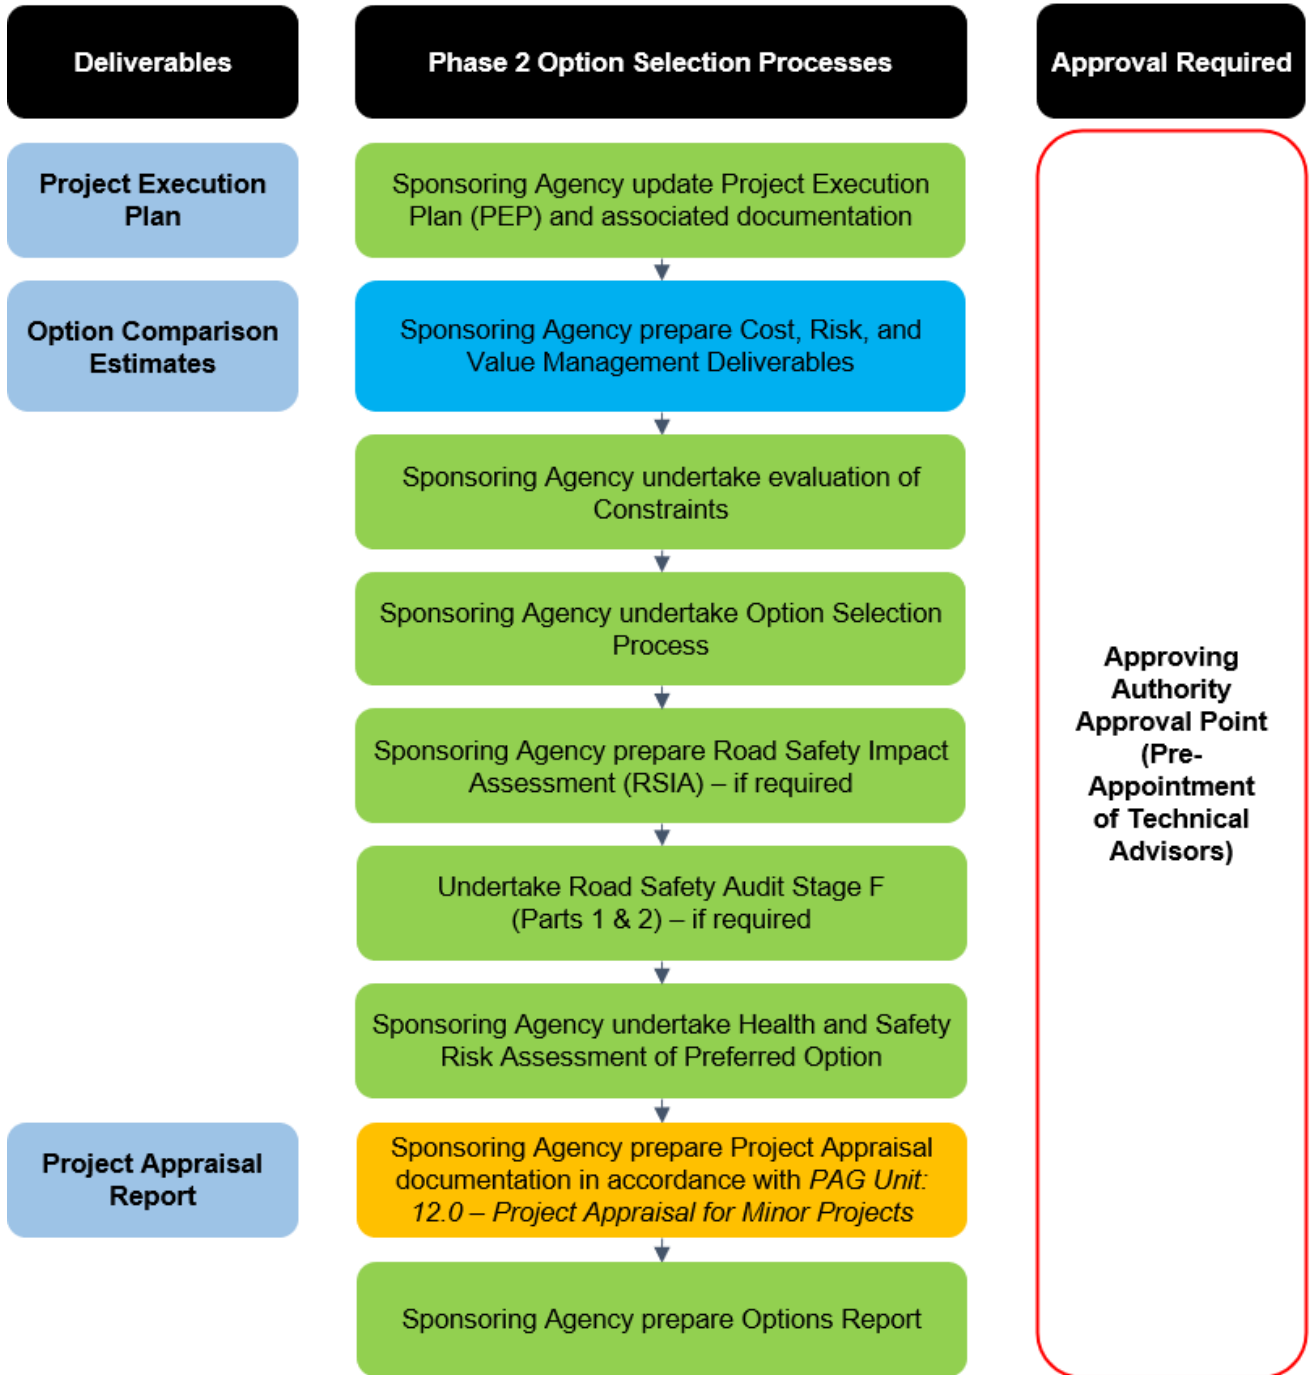 Deliverables
Phase 2 Option Selection Processes
Approval Required
Project Execution
Plan
Sponsoring Agency update Project Execution
Plan (PEP) and associated documentation
Option Comparison
Estimates
Sponsoring Agency prepare Cost, Risk, and
Value Management Deliverables
Sponsoring Agency undertake evaluation of
Constraints
Sponsoring Agency undertake Option Selection
Process
Sponsoring Agency prepare Road Safety Impact
Assessment (RSIA) – if required
Undertake Road Safety Audit Stage F
(Parts 1 & 2) – if required
Sponsoring Agency undertake Health and Safety
Risk Assessment of Preferred Option
Project Appraisal
Report
Sponsoring Agency prepare Project Appraisal
documentation in accordance with PAG Unit:
12.0 – Project Appraisal for Minor Projects
Sponsoring Agency prepare Options Report
Approving
Authority
Approval Point
(Pre-
Appointment
of Technical
Advisors)